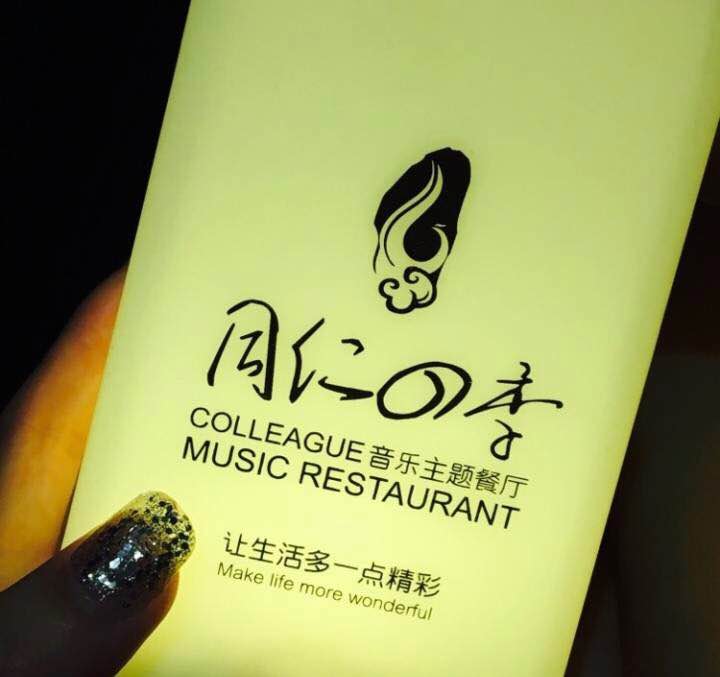 同仁四季
COLLEAGUE 音乐主题餐厅
MUSIC RESTAURANT
让生活多一点精彩
Make life more wonderful